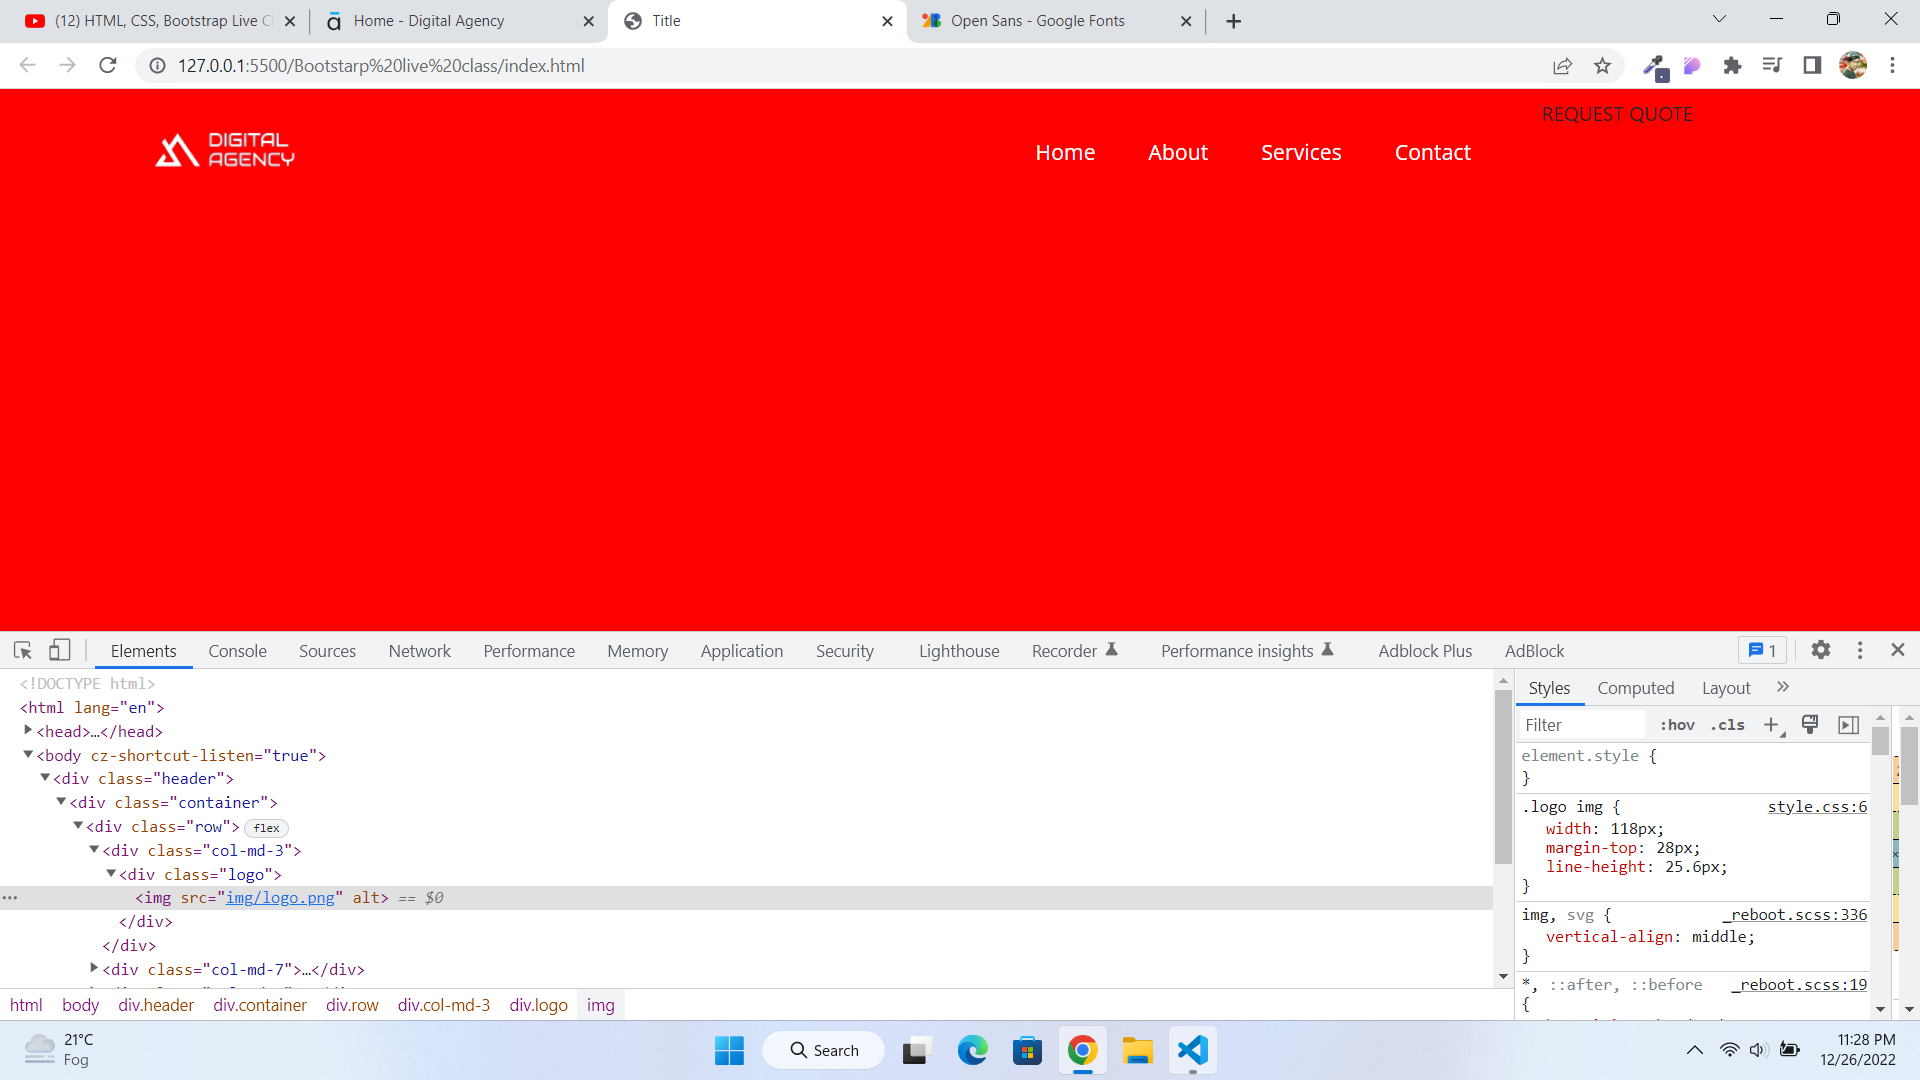 (12) HTML, CSS, Bootstrap Live Cl
Home - Digital Agency
Title
Open Sans - Google Fonts
127.0.0.1:5500/Bootstarp%20live%20class/index.html
REQUEST QUOTE
DIGITAL
AGENCY
Home About Services Contact
Elements Console Sources Network Performance Memory Application Security Lighthouse Recorder Performance insights Adblock Plus AdBlock 1
<!DOCTYPE html>
<html lang="en">
<head>…</head>
<body cz-shortcut-listen="true">
<div class="header">
<div class="container">
<div class="row"> flex
<div class="col-md-3">
<div class="logo">
<img src="img/logo.png" alt> == $0
</div>
</div>
<div class="col-md-7">…</div>
html body div.header div.container div.row div.col-md-3 div.logo img
Styles Computed Layout
Filter :hov .cls
element.style {
}
.logo img { style.css:6
width: 118px;
margin-top: 28px;
line-height: 25.6px;
}
img, svg { _reboot.scss:336
vertical-align: middle;
}
*, ::after, ::before _reboot.scss:19
{
21°C
Fog
Search
11:28 PM
12/26/2022